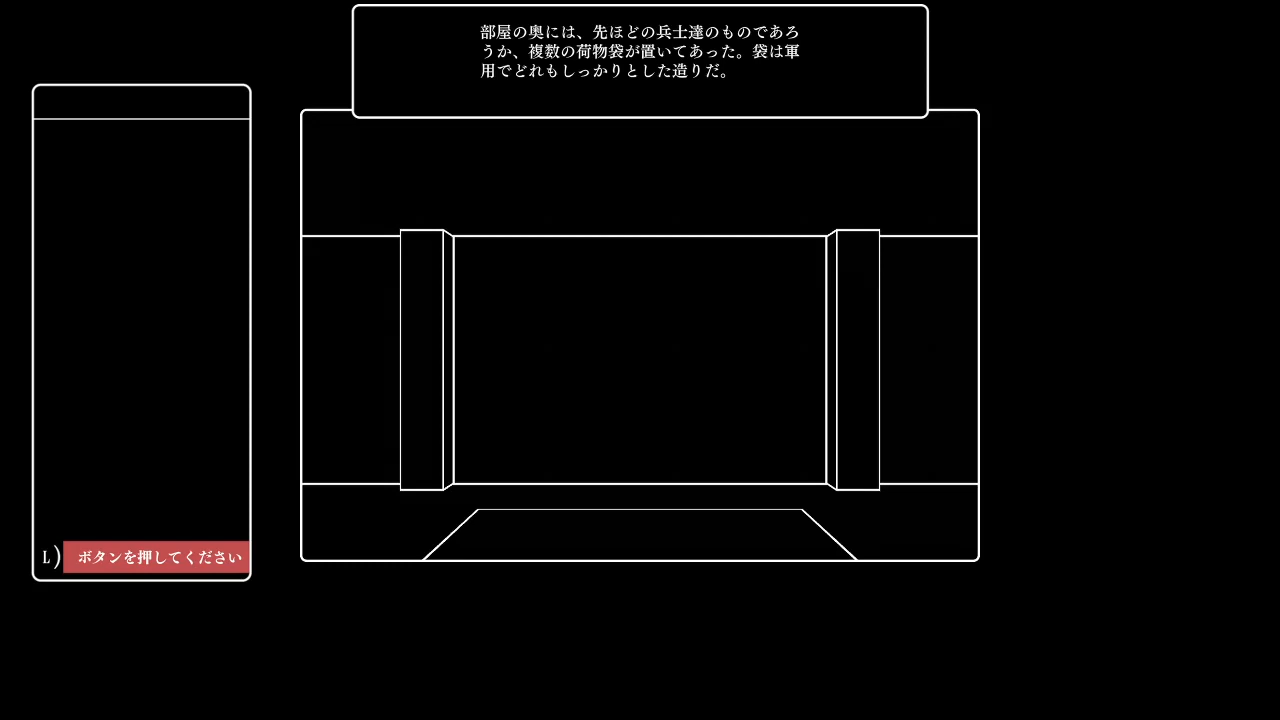 部屋の奥には、先ほどの兵士達のものであろ
うか、複数の荷物袋が置いてあった。袋は軍
用でどれもしっかりとした造りだ。
L) ボタンを押してください